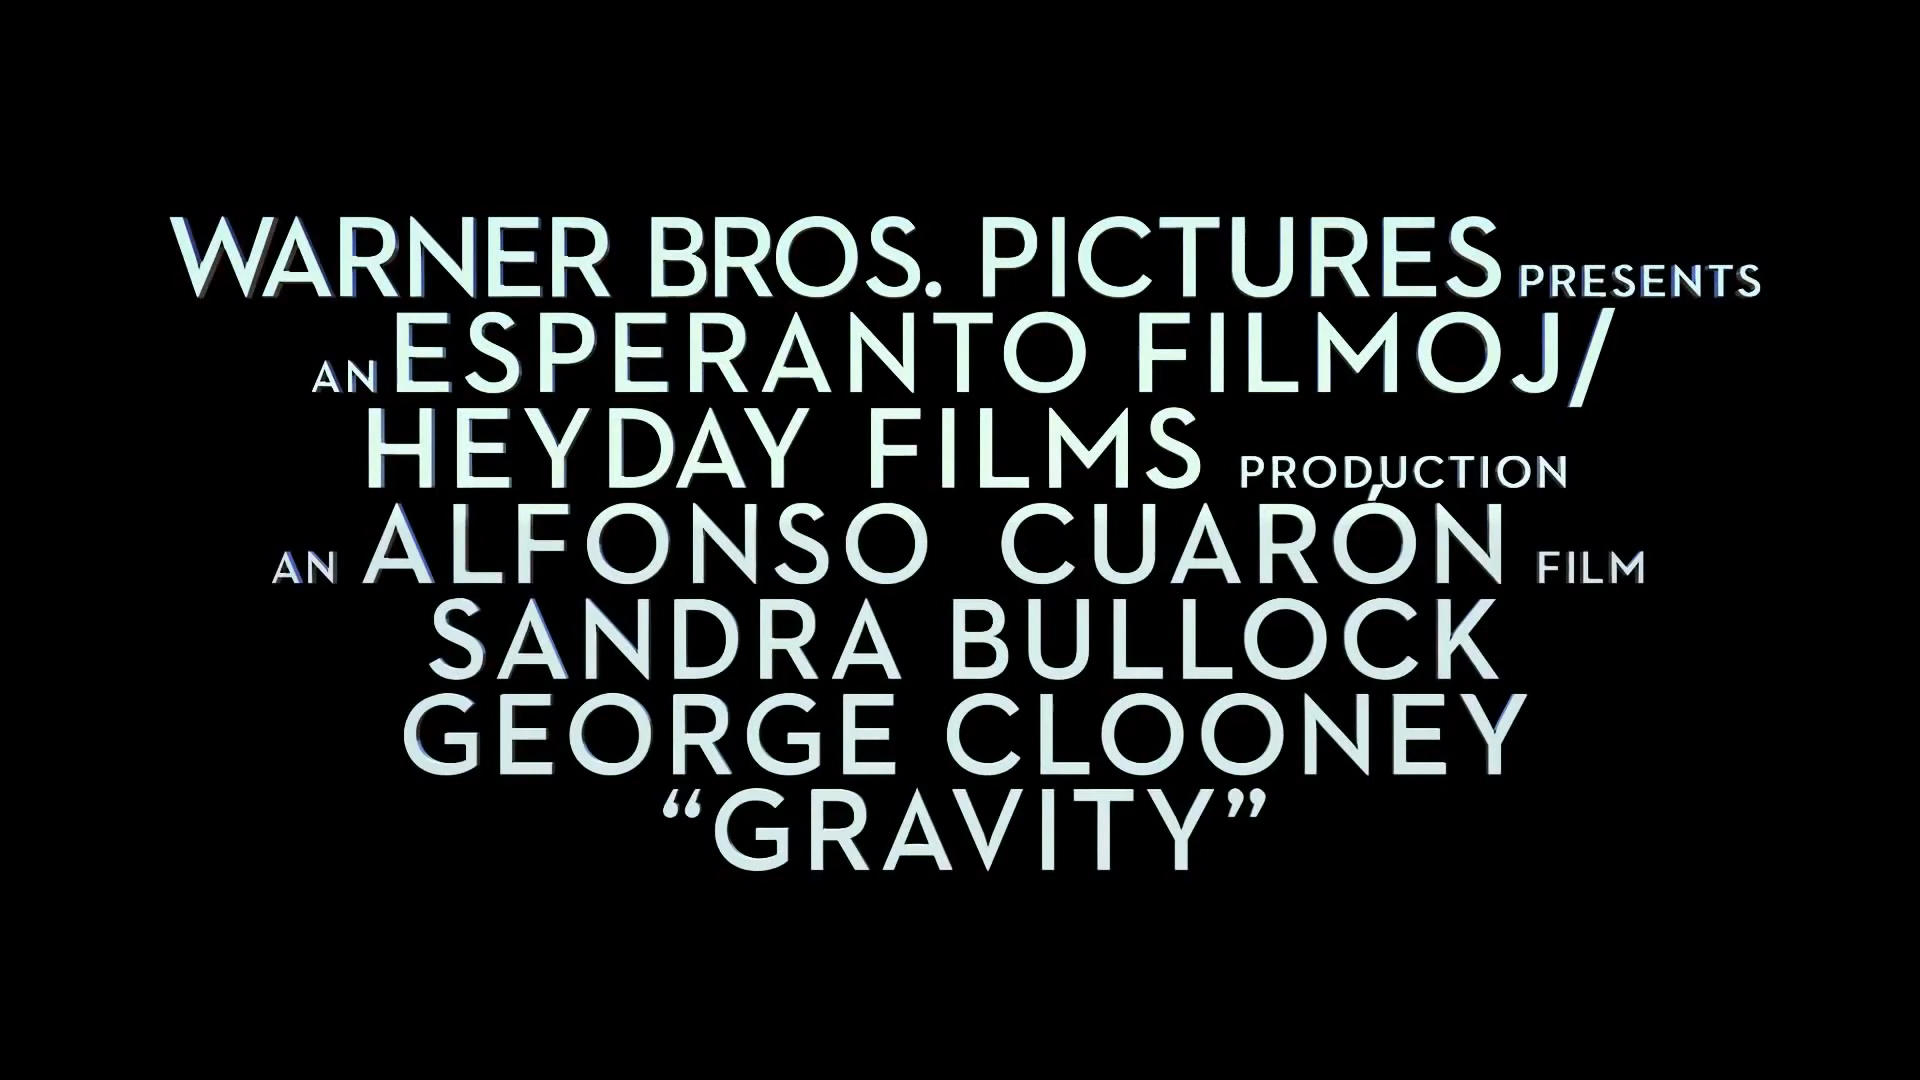 WARNER BROS. PICTURES PRESENTS
AN ESPERANTO FILMOJ/
HEYDAY FILMS PRODUCTION
AN ALFONSO CUARÓN FILM
SANDRA BULLOCK
GEORGE CLOONEY
“GRAVITY”